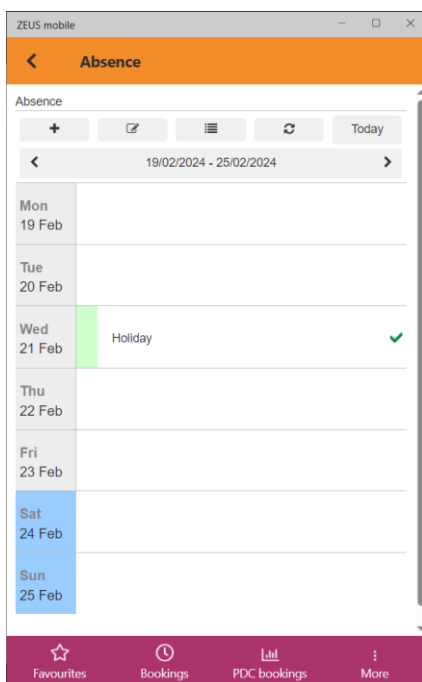 ZEUS mobile
Absence
Absence
Today
19/02/2024 - 25/02/2024
Mon
19 Feb
Tue
20 Feb
Wed
21 Feb
Holiday
Thu
22 Feb
Fri
23 Feb
Sat
24 Feb
Sun
25 Feb
Favourites Bookings PDC bookings More